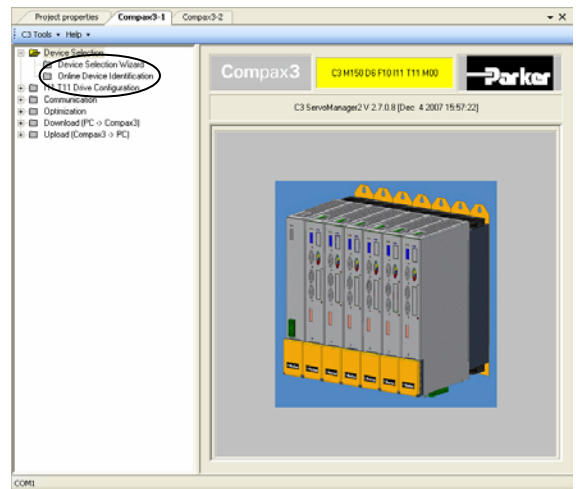 Project properties
Compax3-1
Compax3-2
C3 Tools
Help
Device Selection
Device Selection Wizard
Online Device Identification
I11 T11 Drive Configuration
Communication
Optimization
Download (PC -> Compax3)
Upload (Compax3 -> PC)
Compax3
C3 M150 D6 F10 I11 T11 M00
Parker
C3 ServoManager2 V 2.7.0.8 [Dec 4 2007 15:57:22]
COM1